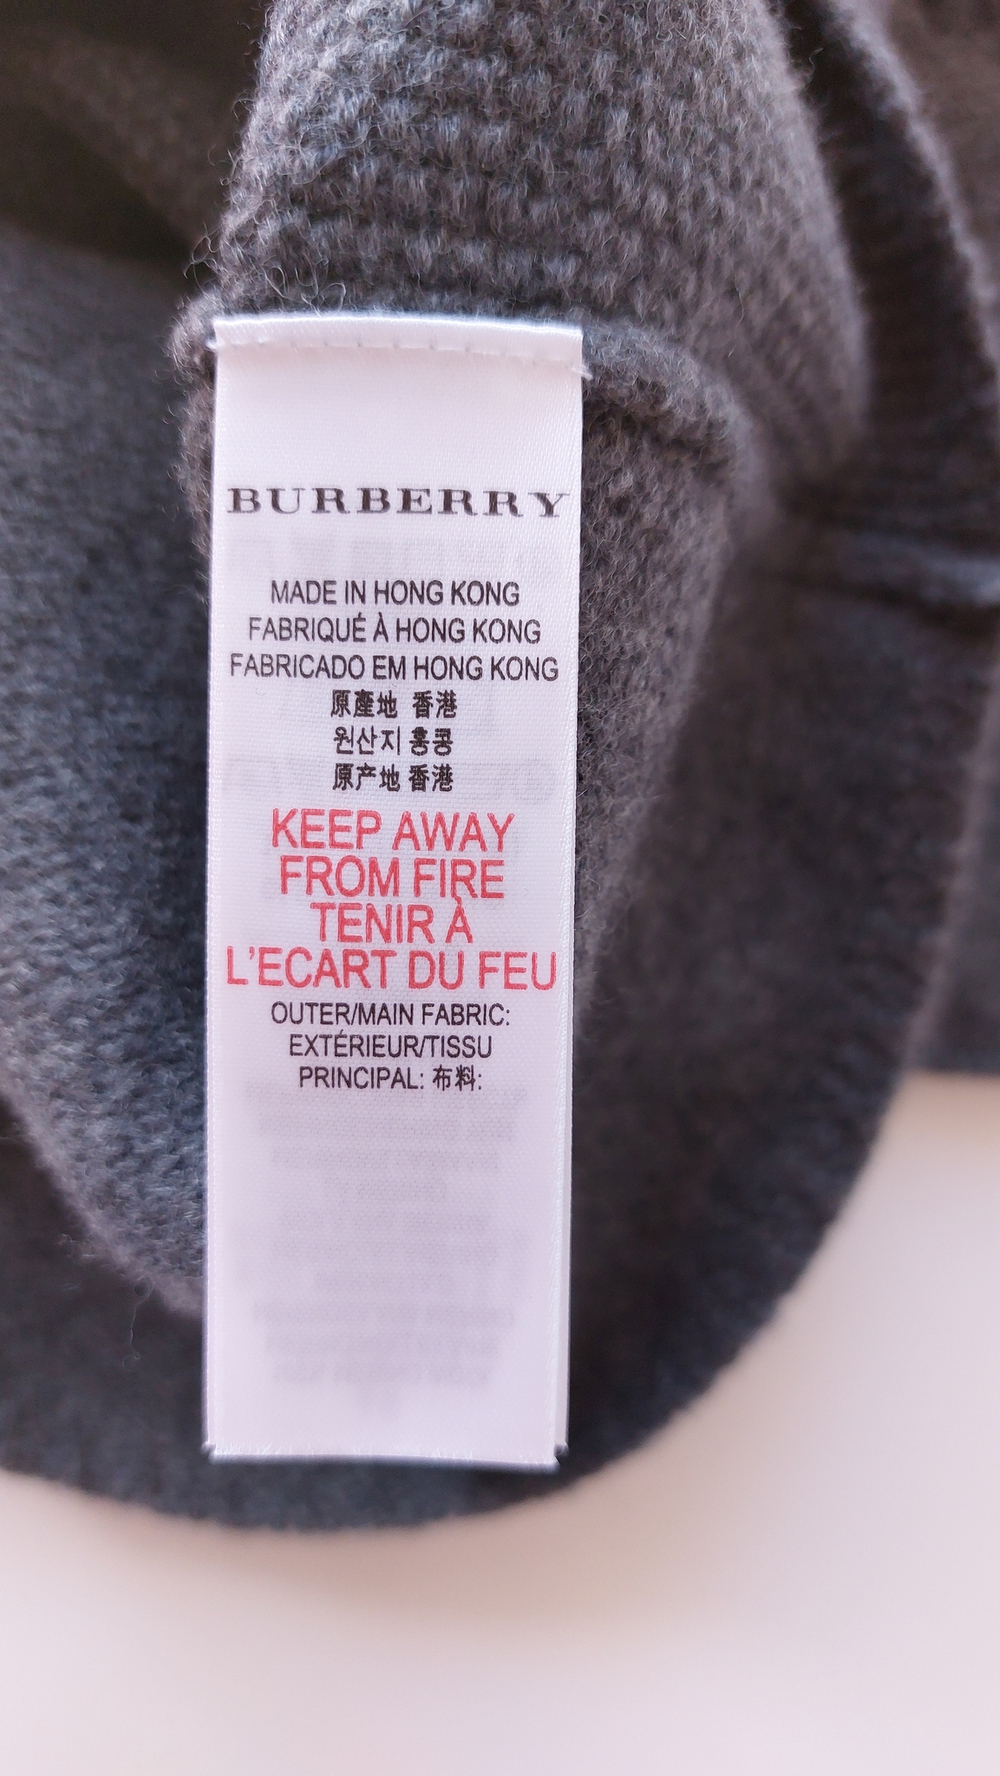 BURBERRY
MADE IN HONG KONG
FABRIQUÉ À HONG KONG
FABRICADO EM HONG KONG
原產地 香港
원산지 홍콩
原产地 香港
KEEP AWAY
FROM FIRE
TENIR À
L'ECART DU FEU
OUTER/MAIN FABRIC:
EXTÉRIEUR/TISSU
PRINCIPAL: 布料: